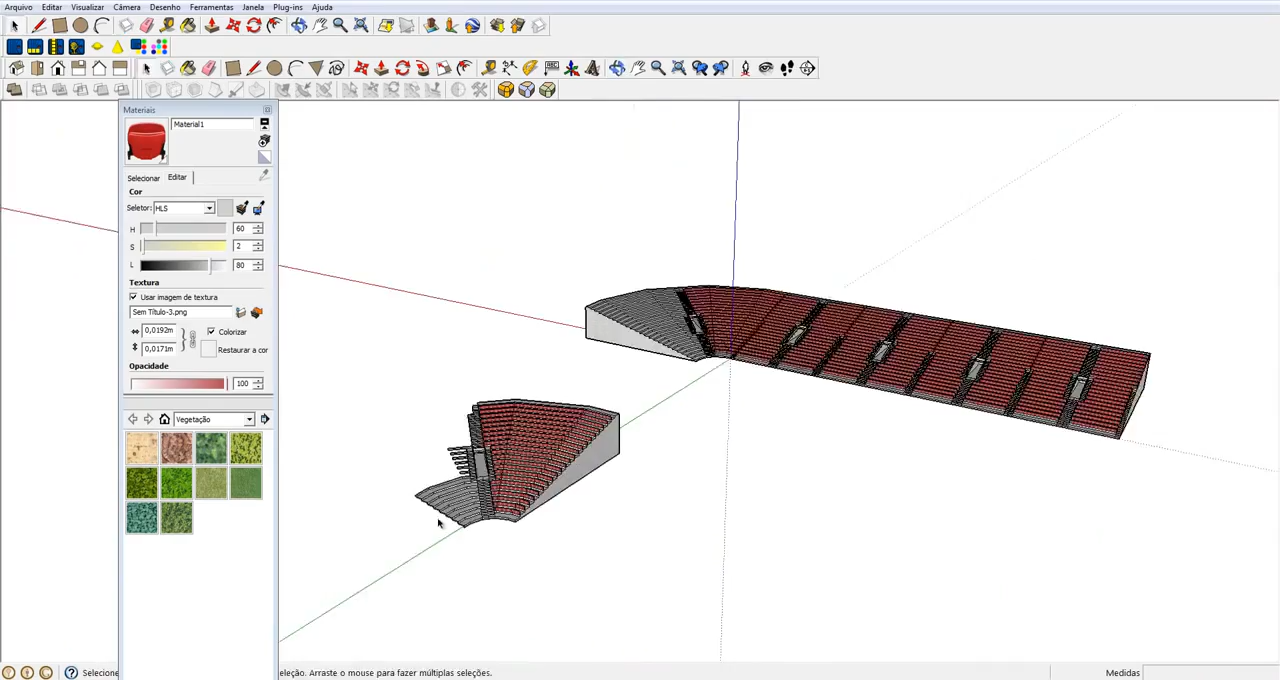 Arquivo Editar Visualizar Câmera Desenho Ferramentas Janela Plug-ins Ajuda
Materiais
Material1
Selecionar Editar
Cor
Seletor: HLS
H 60
S 2
L 80
Textura
Usar imagem de textura
Sem Título-3.png
0,0192m Colorizar
0,0171m Restaurar a cor
Opacidade
100
Vegetação
Selecione eleção. Arraste o mouse para fazer múltiplas seleções. Medidas